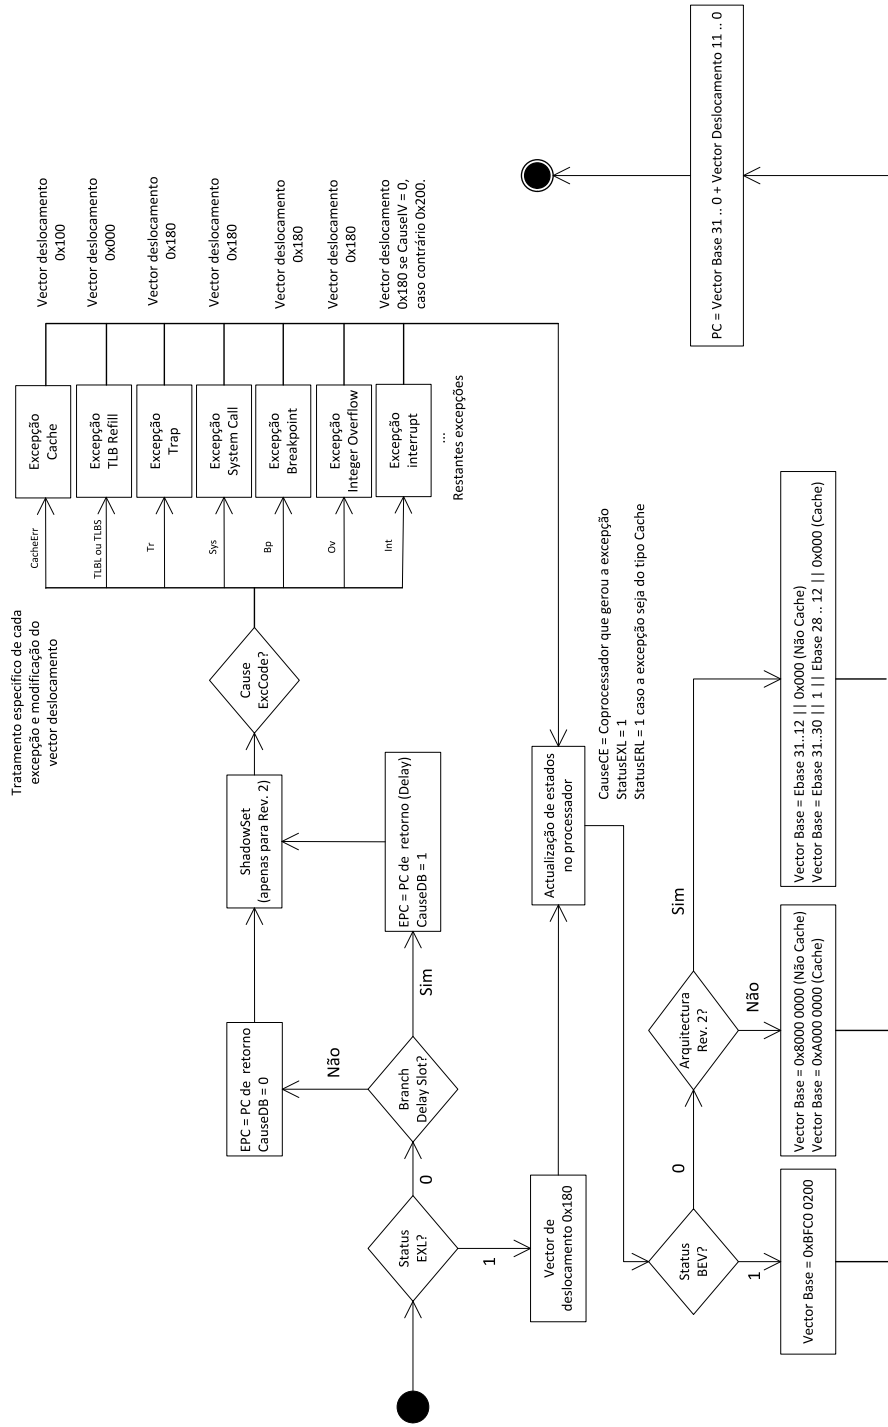 Status
EXL?
0
1
Branch
Delay Slot?
Não
Sim
EPC = PC de retorno
CauseDB = 0
EPC = PC de retorno (Delay)
CauseDB = 1
ShadowSet
(apenas para Rev. 2)
Tratamento especifico de cada
excepção e modificação do
vector deslocamento
Cause
ExcCode?
CacheErr
Excepção
Cache
Vector deslocamento
0x100
TLBL ou TLBS
Excepção
TLB Refill
Vector deslocamento
0x000
Tr
Excepção
Trap
Vector deslocamento
0x180
Sys
Excepção
System Call
Vector deslocamento
0x180
Bp
Excepção
Breakpoint
Vector deslocamento
0x180
Ov
Excepção
Integer Overflow
Vector deslocamento
0x180
Int
Excepção
interrupt
Vector deslocamento
0x180 se CauseIV = 0,
caso contrário 0x200.
...
Restantes excepções
Vector de
deslocamento 0x180
Actualização de estados
no processador
CauseCE = Coprocessador que gerou a excepção
StatusEXL = 1
StatusERL = 1 caso a excepção seja do tipo Cache
Status
BEV?
0
1
Arquitectura
Rev. 2?
Sim
Não
Vector Base = 0xBFC0 0200
Vector Base = 0x8000 0000 (Não Cache)
Vector Base = 0xA000 0000 (Cache)
Vector Base = Ebase 31..12 || 0x000 (Não Cache)
Vector Base = Ebase 31..30 || 1 || Ebase 28 .. 12 || 0x000 (Cache)
PC = Vector Base 31 .. 0 + Vector Deslocamento 11 .. 0